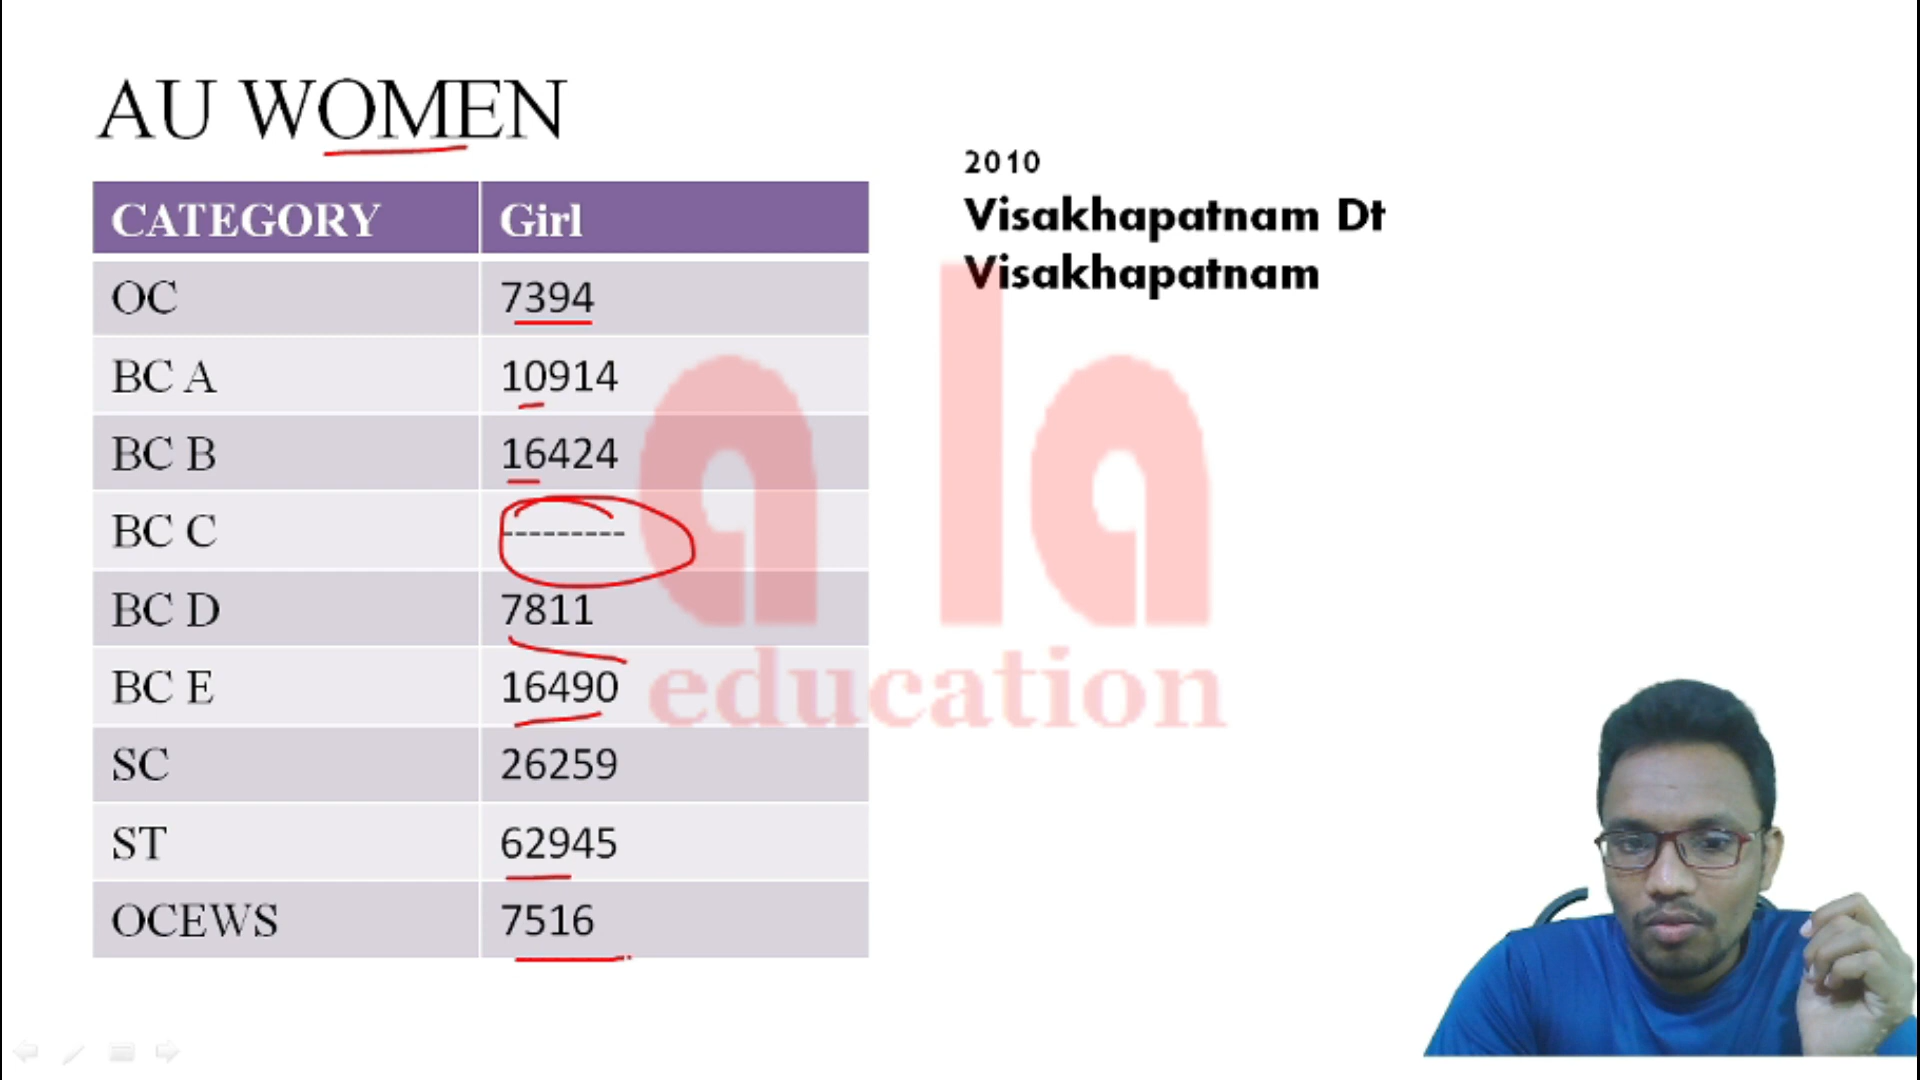 AU WOMEN
CATEGORY Girl
OC 7394
BC A 10914
BC B 16424
BC C ---------
BC D 7811
BC E 16490
SC 26259
ST 62945
OCEWS 7516
2010
Visakhapatnam Dt
Visakhapatnam
a la
education